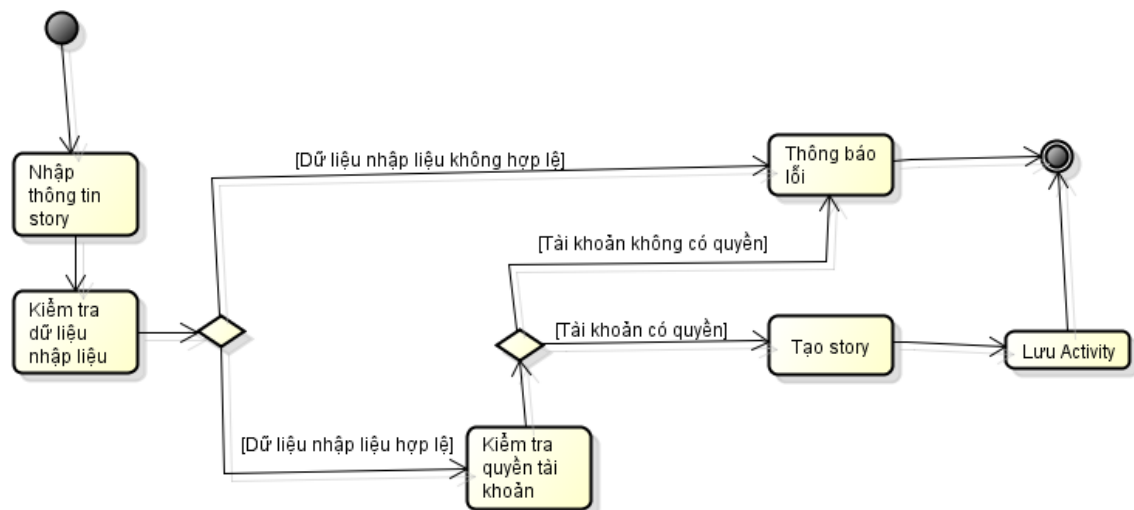 [Dữ liệu nhập liệu không hợp lệ]
Thông báo
lỗi
Nhập
thông tin
story
[Tài khoản không có quyền]
Kiểm tra
dữ liệu
nhập liệu
[Tài khoản có quyền]
Tạo story
Lưu Activity
[Dữ liệu nhập liệu hợp lệ]
Kiểm tra
quyền tài
khoản